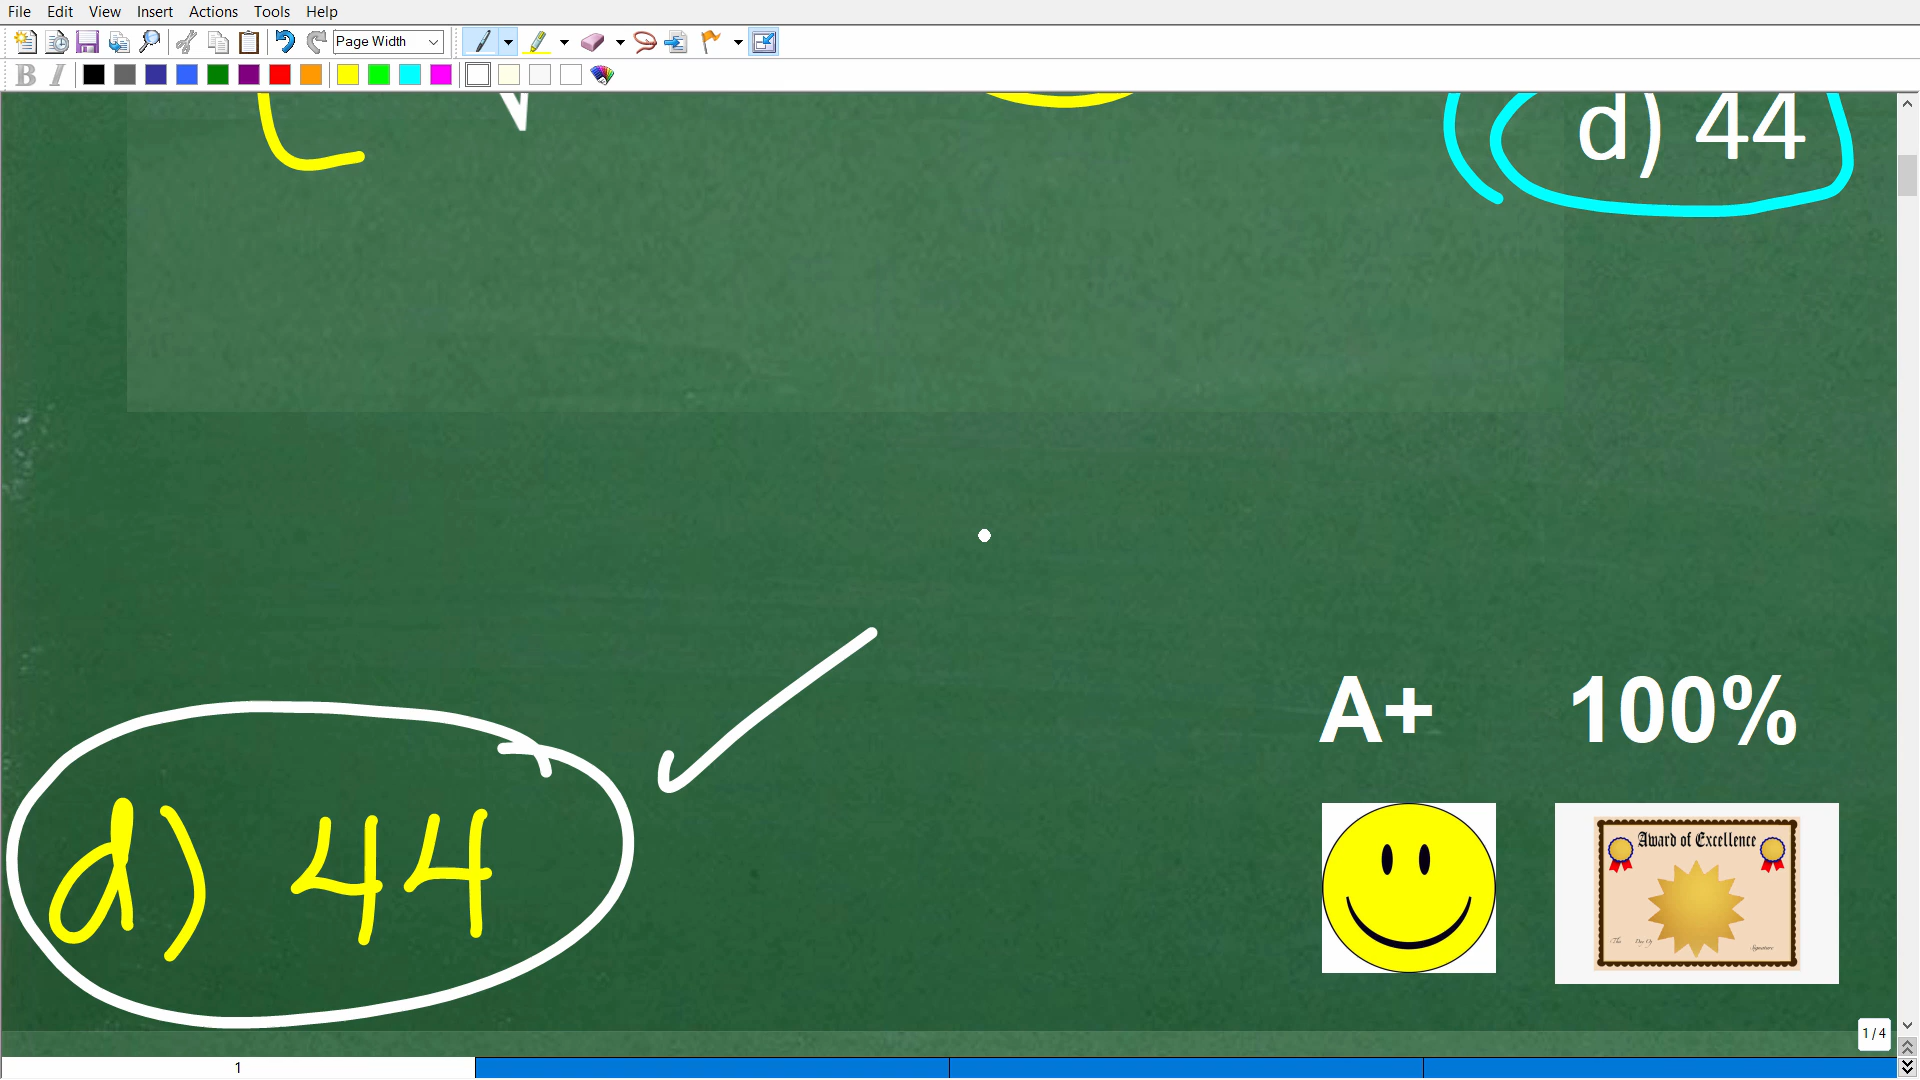 File Edit View Insert Actions Tools Help
Page Width
B I
d) 44
A+ 100%
d) 44
Award of Excellence
1 / 4
1